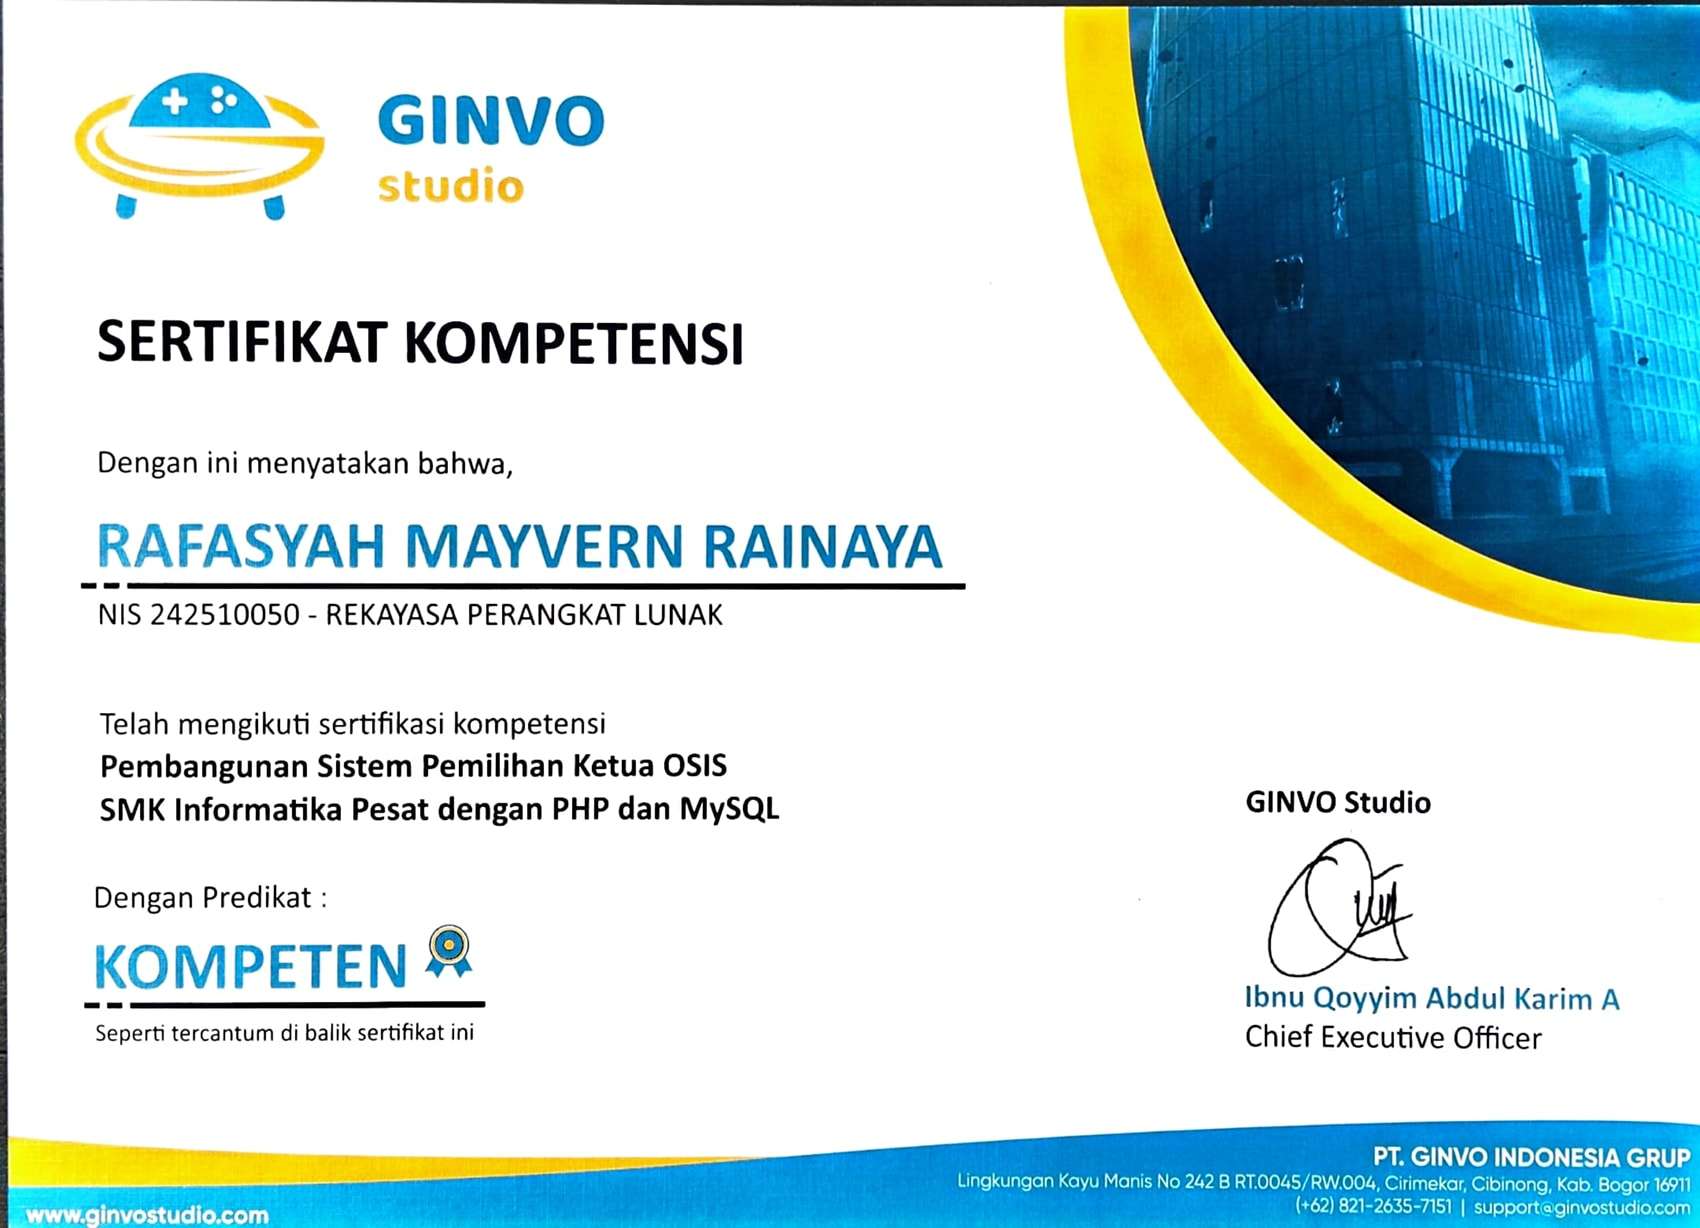 GINVO
studio
SERTIFIKAT KOMPETENSI
Dengan ini menyatakan bahwa,
RAFASYAH MAYVERN RAINAYA
NIS 242510050 - REKAYASA PERANGKAT LUNAK
Telah mengikuti sertifikasi kompetensi
Pembangunan Sistem Pemilihan Ketua OSIS
SMK Informatika Pesat dengan PHP dan MySQL
Dengan Predikat :
KOMPETEN
Seperti tercantum di balik sertifikat ini
GINVO Studio
Ibnu Qoyyim Abdul Karim A
Chief Executive Officer
PT. GINVO INDONESIA GRUP
Lingkungan Kayu Manis No 242 B RT.0045/RW.004, Cirimekar, Cibinong, Kab. Bogor 16911
(+62) 821-2635-7151 | support@ginvostudio.com
www.ginvostudio.com